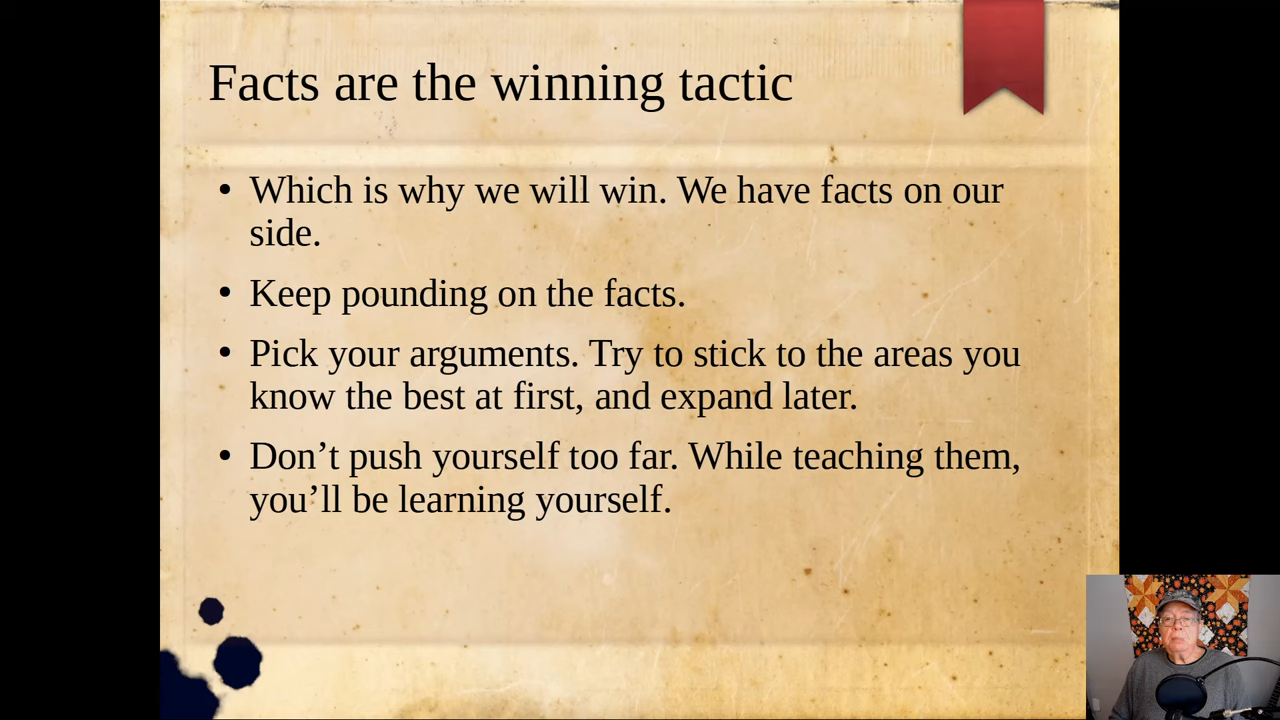 Facts are the winning tactic
• Which is why we will win. We have facts on our
side.
• Keep pounding on the facts.
• Pick your arguments. Try to stick to the areas you
know the best at first, and expand later.
• Don’t push yourself too far. While teaching them,
you’ll be learning yourself.